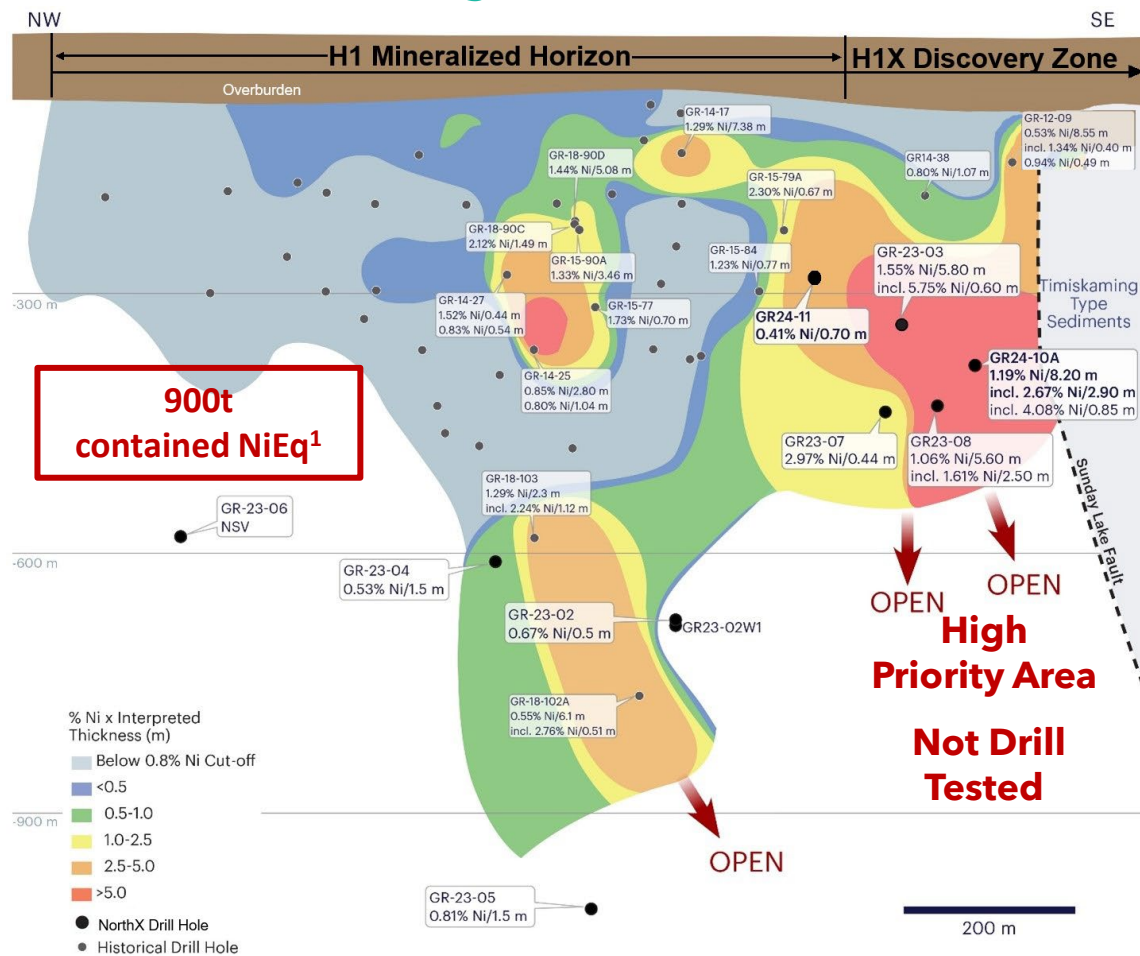 NW
SE
H1 Mineralized Horizon
H1X Discovery Zone
Overburden
GR-14-17
1.29% Ni/7.38 m
GR-12-09
0.53% Ni/8.55 m
incl. 1.34% Ni/0.40 m
0.94% Ni/0.49 m
GR-18-90D
1.44% Ni/5.08 m
GR14-38
0.80% Ni/1.07 m
GR-15-79A
2.30% Ni/0.67 m
GR-18-90C
2.12% Ni/1.49 m
GR-15-90A
1.33% Ni/3.46 m
GR-15-84
1.23% Ni/0.77 m
GR-23-03
1.55% Ni/5.80 m
incl. 5.75% Ni/0.60 m
-300 m
Timiskaming
Type
Sediments
GR-14-27
1.52% Ni/0.44 m
0.83% Ni/0.54 m
GR-15-77
1.73% Ni/0.70 m
GR24-11
0.41% Ni/0.70 m
GR24-10A
1.19% Ni/8.20 m
incl. 2.67% Ni/2.90 m
incl. 4.08% Ni/0.85 m
GR-14-25
0.85% Ni/2.80 m
0.80% Ni/1.04 m
900t
contained NiEq¹
GR23-07
2.97% Ni/0.44 m
GR23-08
1.06% Ni/5.60 m
incl. 1.61% Ni/2.50 m
Sunday Lake Fault
GR-18-103
1.29% Ni/2.3 m
incl. 2.24% Ni/1.12 m
GR-23-06
NSV
-600 m
GR-23-04
0.53% Ni/1.5 m
OPEN
OPEN
GR-23-02
0.67% Ni/0.5 m
GR23-02W1
High
Priority Area
GR-18-102A
0.55% Ni/6.1 m
incl. 2.76% Ni/0.51 m
Not Drill
Tested
% Ni x Interpreted
Thickness (m)
Below 0.8% Ni Cut-off
<0.5
0.5-1.0
1.0-2.5
2.5-5.0
>5.0
NorthX Drill Hole
Historical Drill Hole
-900 m
OPEN
GR-23-05
0.81% Ni/1.5 m
200 m